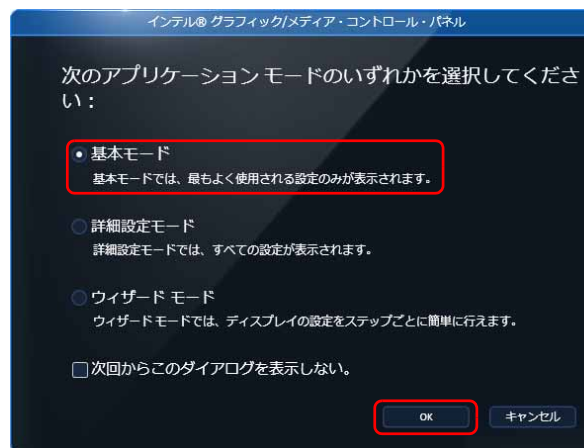 インテル® グラフィック/メディア・コントロール・パネル
次のアプリケーション モードのいずれかを選択してくださ
い：
基本モード
基本モードでは、最もよく使用される設定のみが表示されます。
詳細設定モード
詳細設定モードでは、すべての設定が表示されます。
ウィザード モード
ウィザード モードでは、ディスプレイの設定をステップごとに簡単に行えます。
次回からこのダイアログを表示しない。
OK
キャンセル